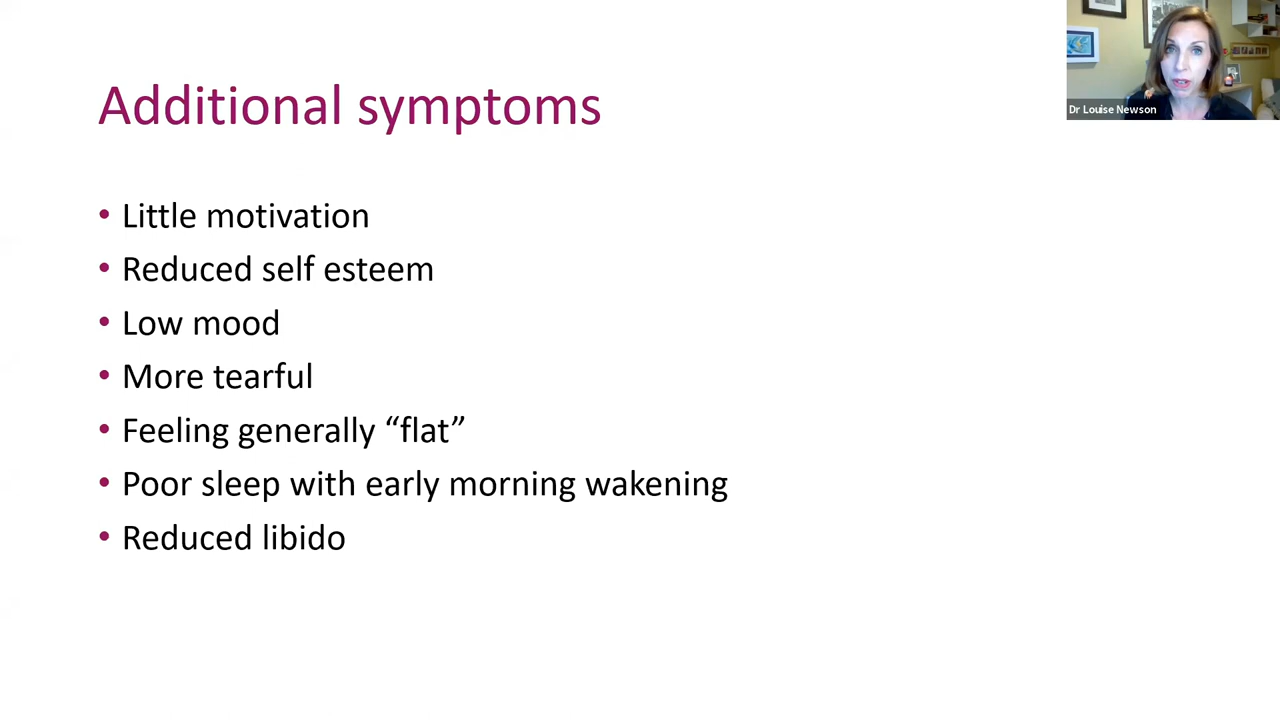 Additional symptoms
Dr Louise Newson
• Little motivation
• Reduced self esteem
• Low mood
• More tearful
• Feeling generally “flat”
• Poor sleep with early morning wakening
• Reduced libido